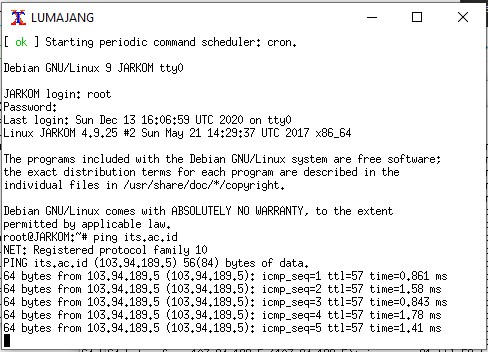 LUMAJANG
[ ok ] Starting periodic command scheduler: cron.
Debian GNU/Linux 9 JARKOM tty0
JARKOM login: root
Password:
Last login: Sun Dec 13 16:06:59 UTC 2020 on tty0
Linux JARKOM 4.9.25 #2 Sun May 21 14:29:37 UTC 2017 x86_64
The programs included with the Debian GNU/Linux system are free software;
the exact distribution terms for each program are described in the
individual files in /usr/share/doc/*/copyright.
Debian GNU/Linux comes with ABSOLUTELY NO WARRANTY, to the extent
permitted by applicable law.
root@JARKOM:~# ping its.ac.id
NET: Registered protocol family 10
PING its.ac.id (103.94.189.5) 56(84) bytes of data.
64 bytes from 103.94.189.5 (103.94.189.5): icmp_seq=1 ttl=57 time=0.861 ms
64 bytes from 103.94.189.5 (103.94.189.5): icmp_seq=2 ttl=57 time=1.58 ms
64 bytes from 103.94.189.5 (103.94.189.5): icmp_seq=3 ttl=57 time=0.843 ms
64 bytes from 103.94.189.5 (103.94.189.5): icmp_seq=4 ttl=57 time=1.78 ms
64 bytes from 103.94.189.5 (103.94.189.5): icmp_seq=5 ttl=57 time=1.41 ms